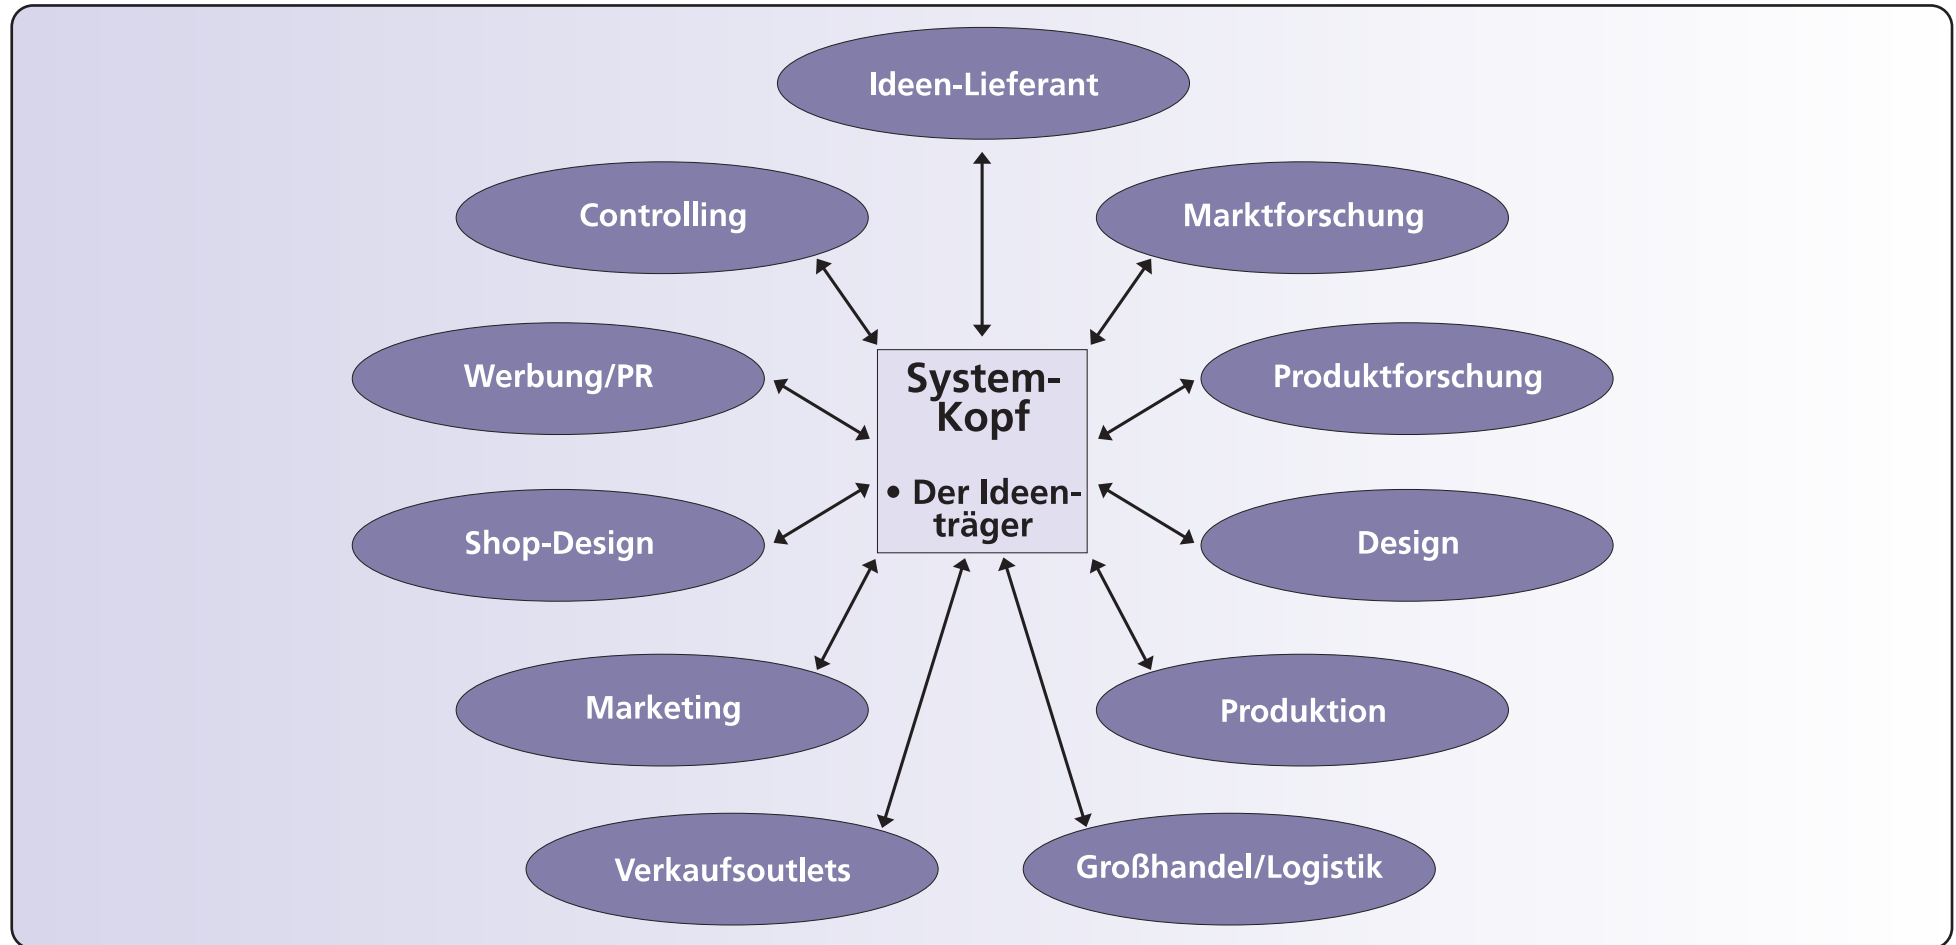 Ideen-Lieferant
Controlling
Marktforschung
Werbung/PR
System-
Kopf
Produktforschung
• Der Ideen-
träger
Shop-Design
Design
Marketing
Produktion
Verkaufsoutlets
Großhandel/Logistik